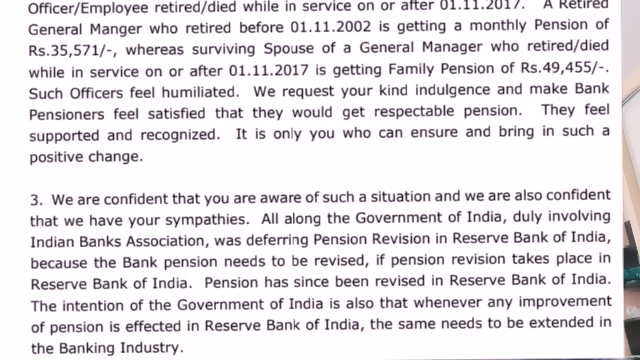 Officer/Employee retired/died while in service on or after 01.11.2017. A Retired
General Manger who retired before 01.11.2002 is getting a monthly Pension of
Rs.35,571/-, whereas surviving Spouse of a General Manager who retired/died
while in service on or after 01.11.2017 is getting Family Pension of Rs.49,455/-.
Such Officers feel humiliated. We request your kind indulgence and make Bank
Pensioners feel satisfied that they would get respectable pension. They feel
supported and recognized. It is only you who can ensure and bring in such a
positive change.
3. We are confident that you are aware of such a situation and we are also confident
that we have your sympathies. All along the Government of India, duly involving
Indian Banks Association, was deferring Pension Revision in Reserve Bank of India,
because the Bank pension needs to be revised, if pension revision takes place in
Reserve Bank of India. Pension has since been revised in Reserve Bank of India.
The intention of the Government of India is also that whenever any improvement
of pension is effected in Reserve Bank of India, the same needs to be extended in
the Banking Industry.